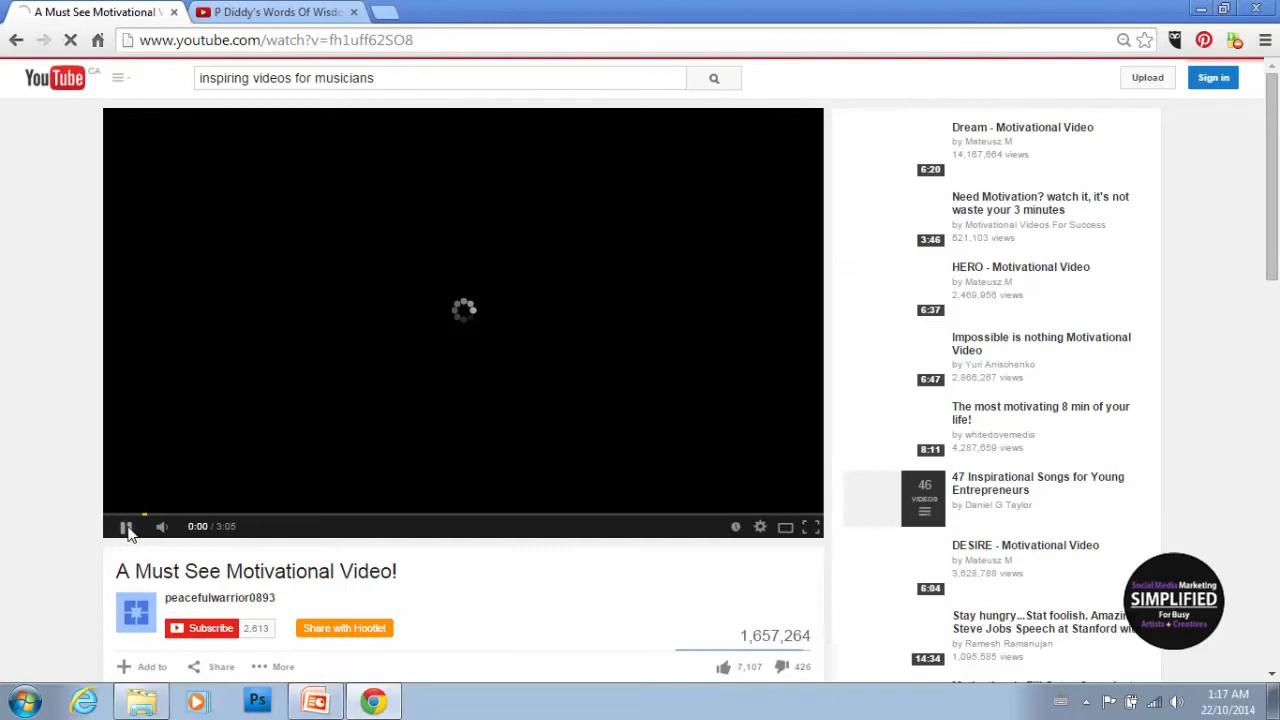 A Must See Motivational V
P Diddy's Words Of Wisdo
www.youtube.com/watch?v=fh1uff62SO8
YouTube CA
inspiring videos for musicians
Upload
Sign in
Dream - Motivational Video
by Mateusz M
14,167,664 views
6:20
Need Motivation? watch it, it's not
waste your 3 minutes
by Motivational Videos For Success
3:46
521,103 views
HERO - Motivational Video
by Mateusz M
2,469,956 views
6:37
Impossible is nothing Motivational
Video
by Yuri Anischenko
6:47
2,866,267 views
The most motivating 8 min of your
life!
by whitedovemedia
8:11
4,287,659 views
46
VIDEOS
47 Inspirational Songs for Young
Entrepreneurs
by Daniel G Taylor
0:00 / 3:05
DESIRE - Motivational Video
by Mateusz M
3,628,788 views
6:04
A Must See Motivational Video!
peacefulwarrior0893
Subscribe 2,613
Share with Hootlet
1,657,264
Add to
Share
More
7,107
426
Stay hungry...Stat foolish. Amazin
Steve Jobs Speech at Stanford wi
by Ramesh Ramanujan
14:34
1,095,585 views
Social Media Marketing
SIMPLIFIED
For Busy
Artists + Creatives
Ps
1:17 AM
22/10/2014